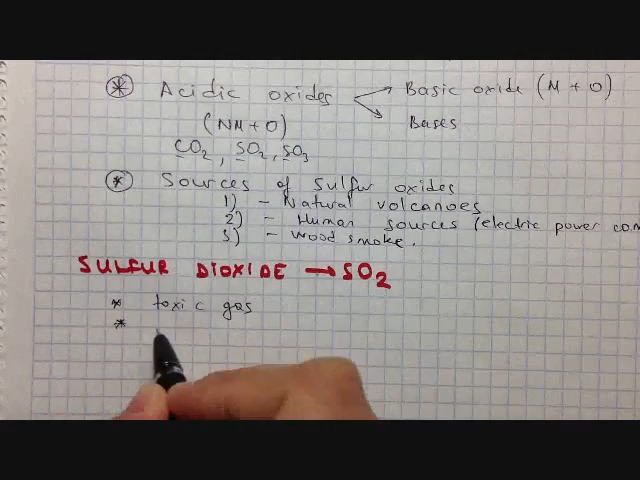 * Acidic oxides → Basic oxide (M + O)
(NM+O) → Bases
CO2, SO2, SO3
* Sources of sulfur oxides
1) - Natural volcanoes
2) - Human sources (electric power com
3) - wood smoke.
SULFUR DIOXIDE → SO2
* toxic gas
*